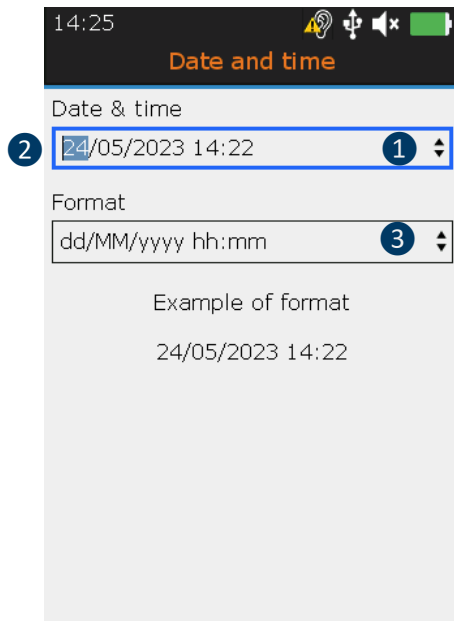 14:25
Date and time
Date & time
2 24/05/2023 14:22 1
Format
dd/MM/yyyy hh:mm 3
Example of format
24/05/2023 14:22